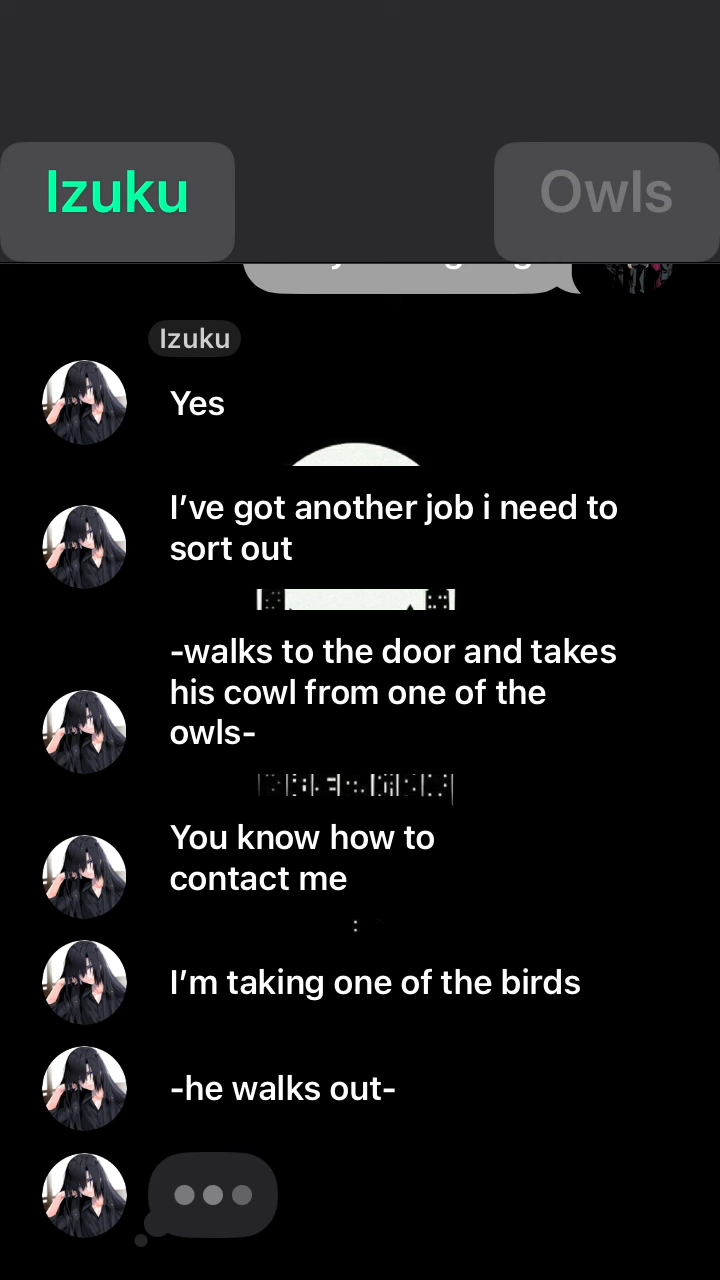 Izuku
Owls
Izuku
Yes
I’ve got another job i need to
sort out
-walks to the door and takes
his cowl from one of the
owls-
You know how to
contact me
I’m taking one of the birds
-he walks out-